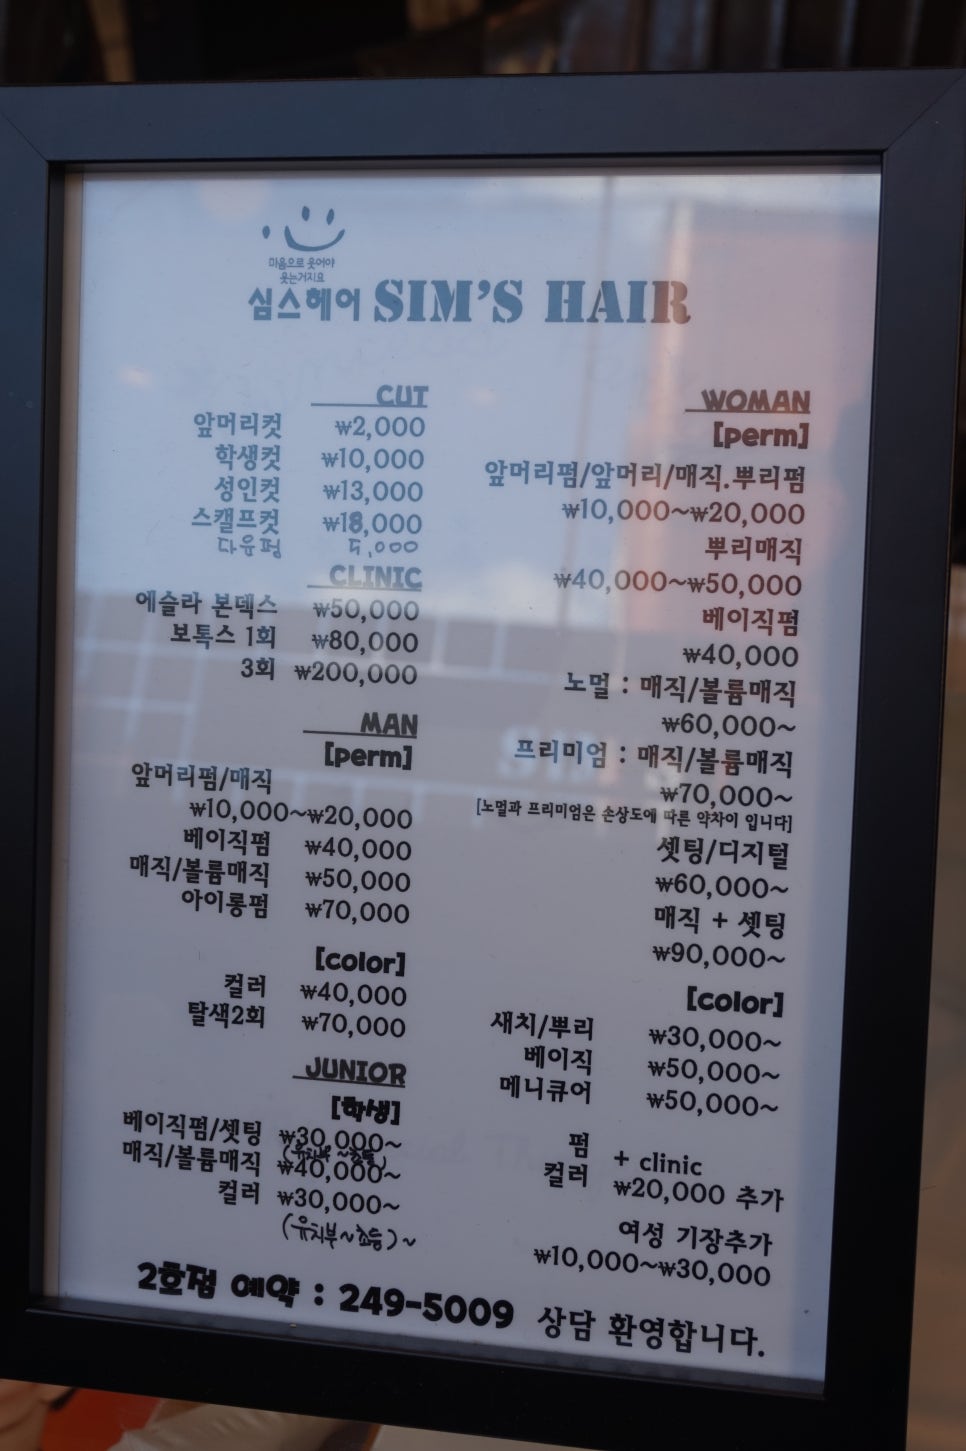 마음으로 웃어야
웃는거지요
심스헤어 SIM'S HAIR
CUT
앞머리컷 ₩2,000
학생컷 ₩10,000
성인컷 ₩13,000
스캘프컷 ₩18,000
다운펌 5,000
CLINIC
에슬라 본덱스 ₩50,000
보톡스 1회 ₩80,000
3회 ₩200,000
MAN
[perm]
앞머리펌/매직
₩10,000~₩20,000
베이직펌 ₩40,000
매직/볼륨매직 ₩50,000
아이롱펌 ₩70,000
[color]
컬러 ₩40,000
탈색2회 ₩70,000
JUNIOR
[학생]
베이직펌/셋팅 ₩30,000~
(유치부~초등)
매직/볼륨매직 ₩40,000~
컬러 ₩30,000~
(유치부~초등)~
WOMAN
[perm]
앞머리펌/앞머리/매직.뿌리펌
₩10,000~₩20,000
뿌리매직
₩40,000~₩50,000
베이직펌
₩40,000
노멀 : 매직/볼륨매직
₩60,000~
프리미엄 : 매직/볼륨매직
₩70,000~
[노멀과 프리미엄은 손상도에 따른 약차이 입니다]
셋팅/디지털
₩60,000~
매직 + 셋팅
₩90,000~
[color]
새치/뿌리 ₩30,000~
베이직 ₩50,000~
메니큐어 ₩50,000~
펌
컬러
+ clinic
₩20,000 추가
여성 기장추가
₩10,000~₩30,000
2호점 예약 : 249-5009 상담 환영합니다.